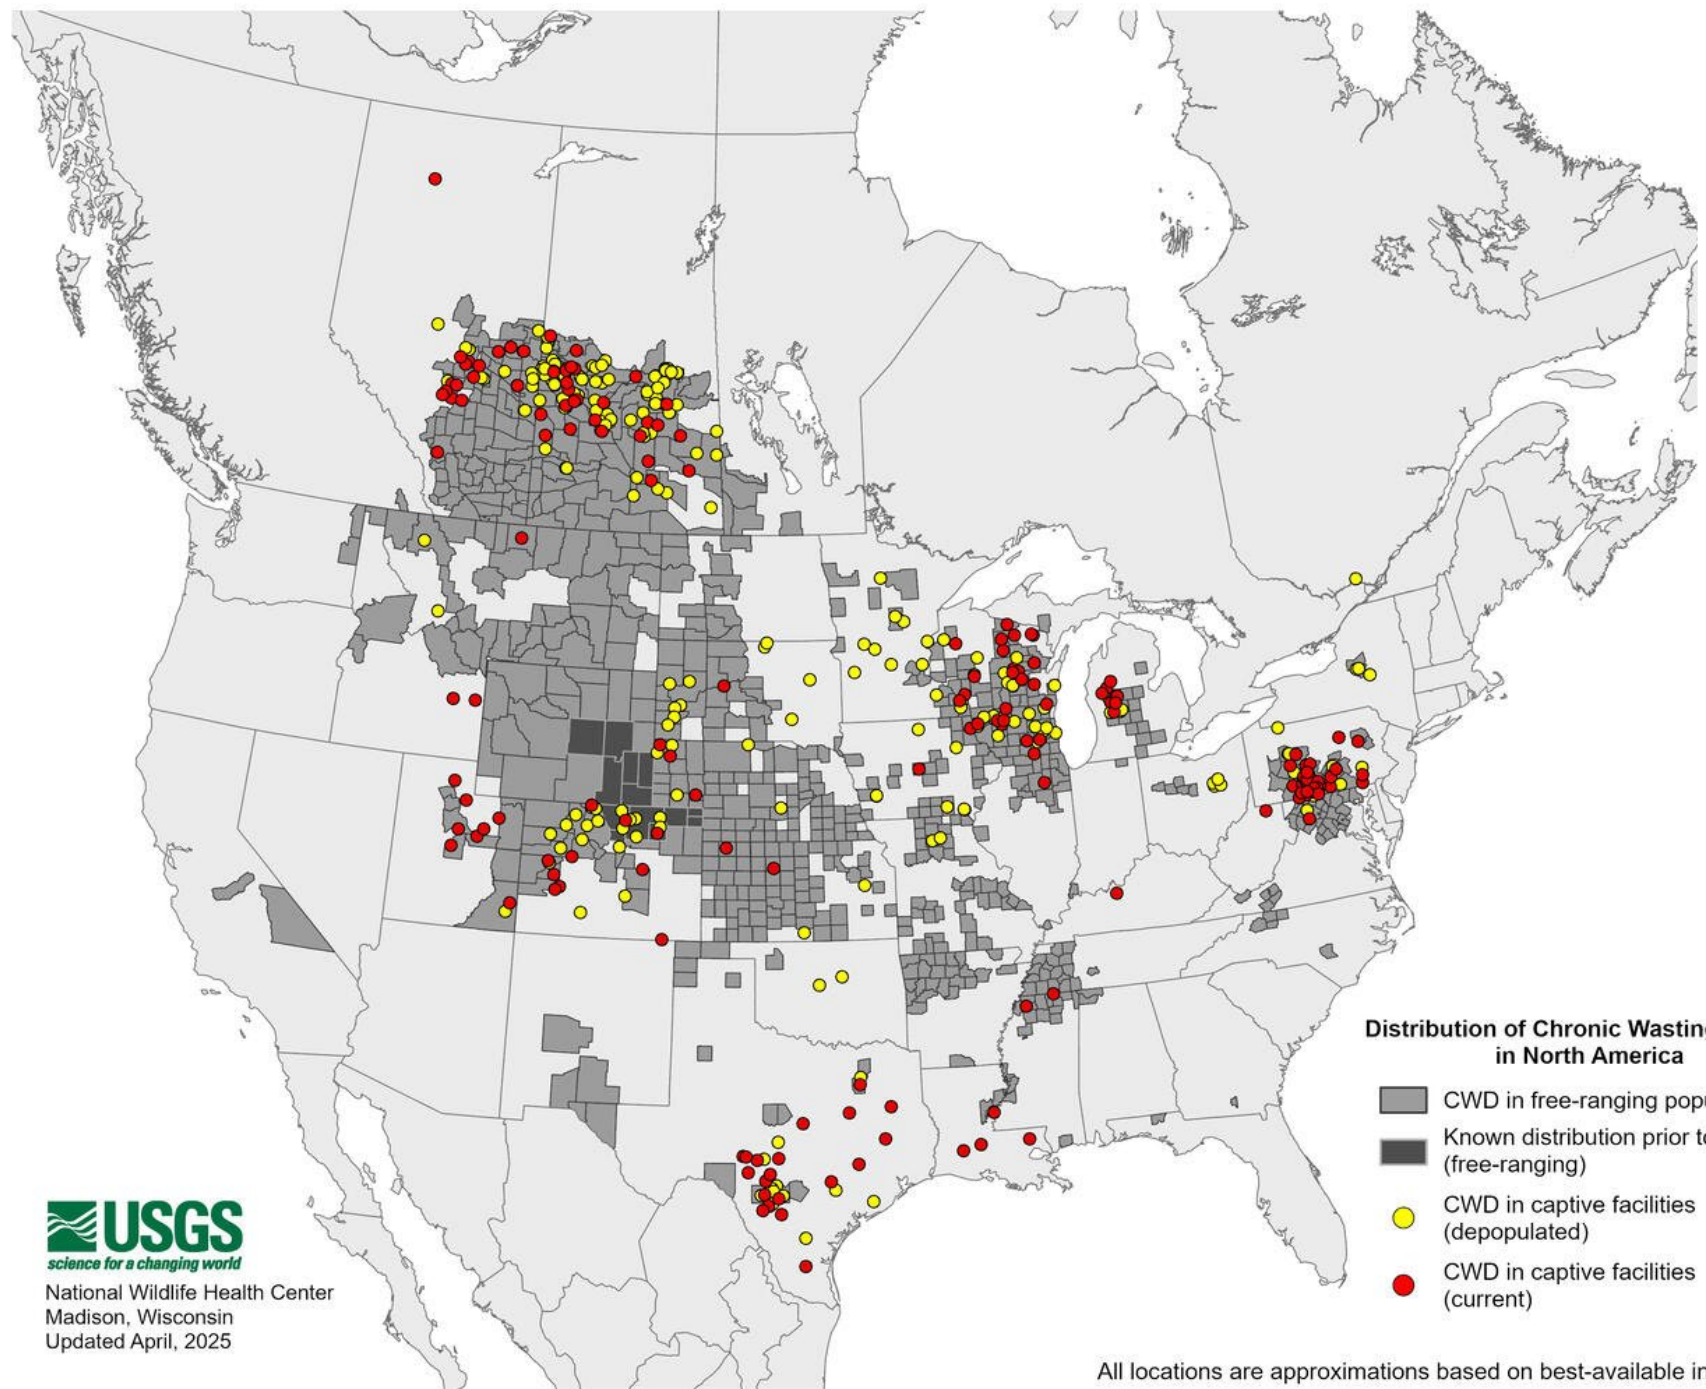 Distribution of Chronic Wasting
in North America
CWD in free-ranging popu
Known distribution prior to
(free-ranging)
CWD in captive facilities
(depopulated)
CWD in captive facilities
(current)
USGS
science for a changing world
National Wildlife Health Center
Madison, Wisconsin
Updated April, 2025
All locations are approximations based on best-available in